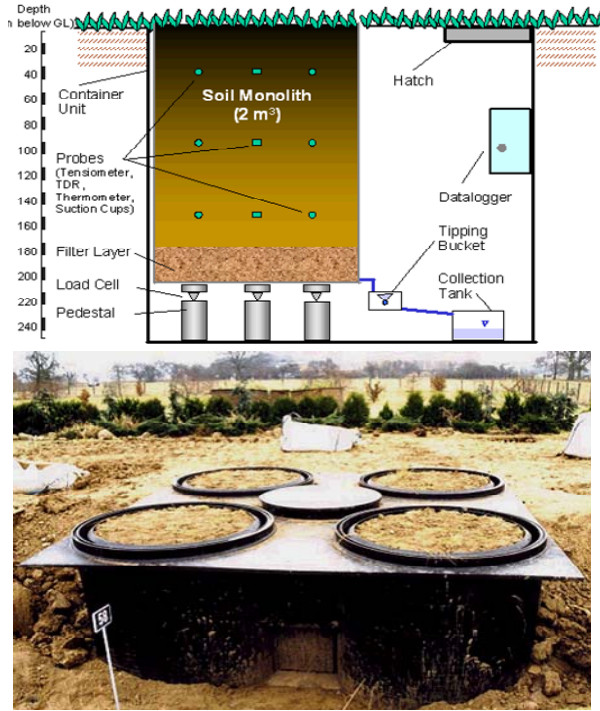 Depth
n below GL)
20
40
60
80
100
120
140
160
180
200
220
240
Container
Unit
Probes
(Tensiometer,
TDR,
Thermometer,
Suction Cups)
Filter Layer
Load Cell
Pedestal
Soil Monolith
(2 m³)
Hatch
Datalogger
Tipping
Bucket
Collection
Tank
58